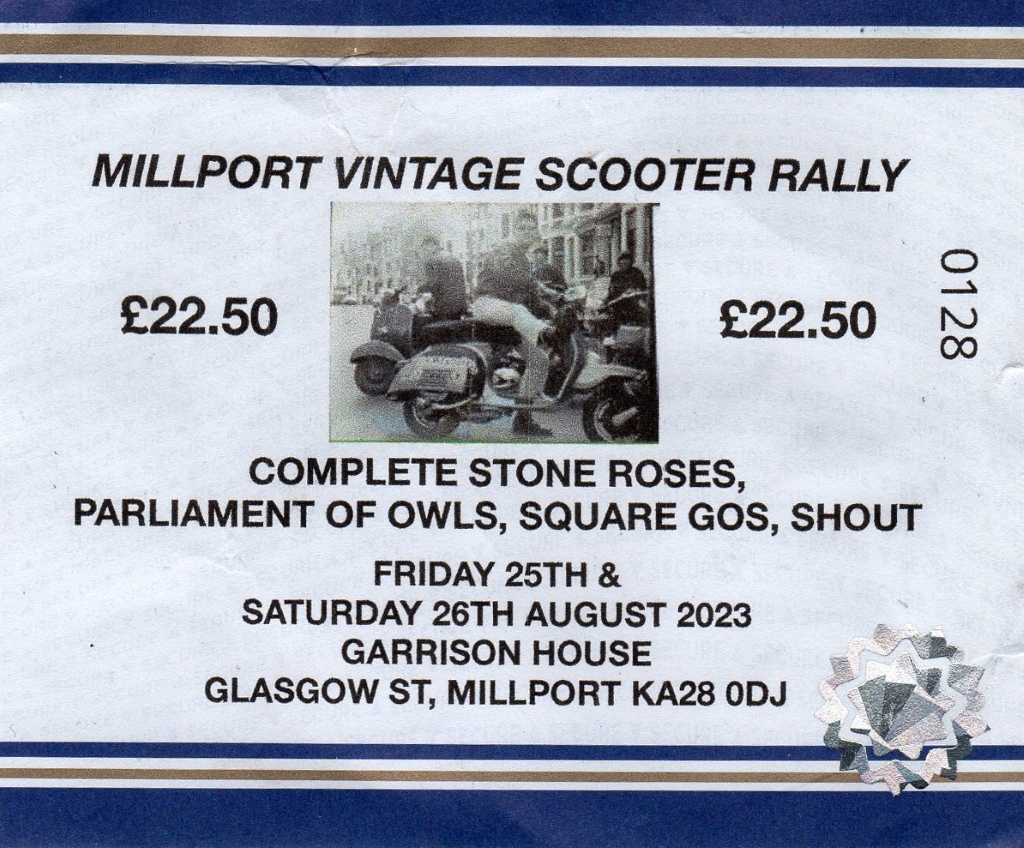 MILLPORT VINTAGE SCOOTER RALLY
£22.50
£22.50
0128
COMPLETE STONE ROSES,
PARLIAMENT OF OWLS, SQUARE GOS, SHOUT
FRIDAY 25TH &
SATURDAY 26TH AUGUST 2023
GARRISON HOUSE
GLASGOW ST, MILLPORT KA28 0DJ